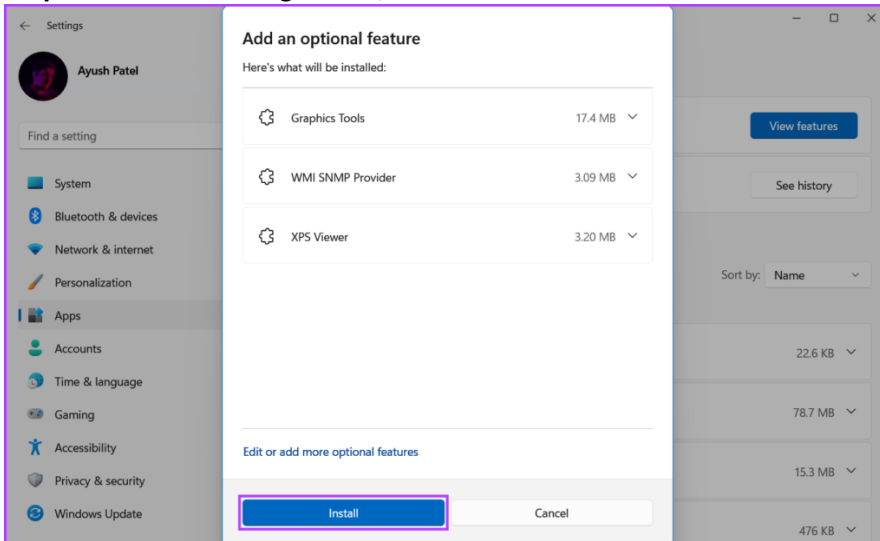 Settings
Ayush Patel
Find a setting
System
Bluetooth & devices
Network & internet
Personalization
Apps
Accounts
Time & language
Gaming
Accessibility
Privacy & security
Windows Update
Add an optional feature
Here's what will be installed:
Graphics Tools 17.4 MB
WMI SNMP Provider 3.09 MB
XPS Viewer 3.20 MB
Edit or add more optional features
Install Cancel
View features
See history
Sort by: Name
22.6 KB
78.7 MB
15.3 MB
476 KB